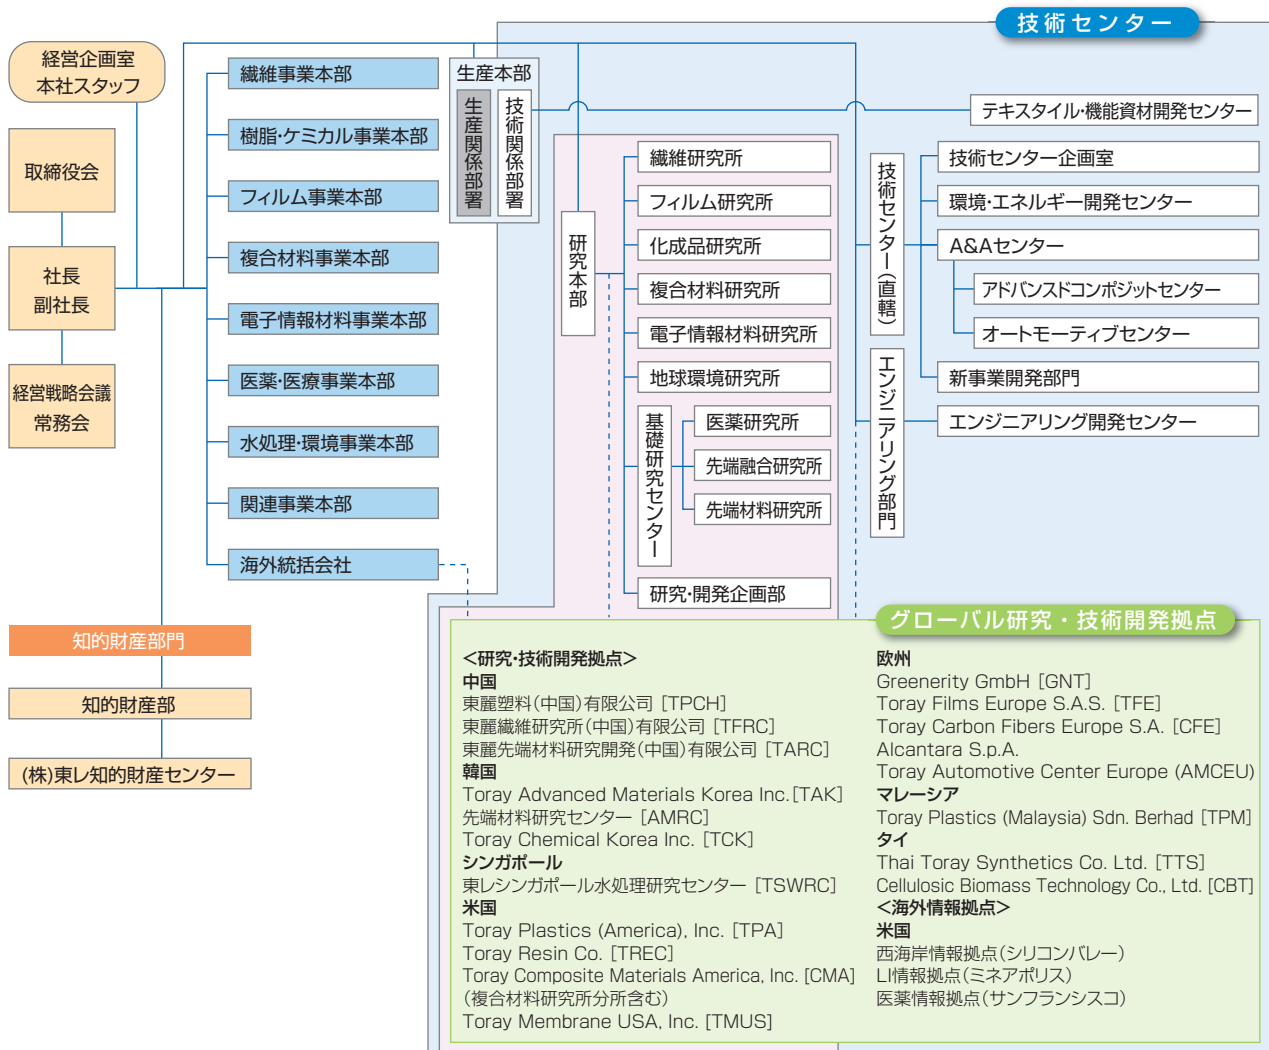 技術センター
経営企画室
本社スタッフ
取締役会
社長
副社長
経営戦略会議
常務会
知的財産部門
知的財産部
(株)東レ知的財産センター
繊維事業本部
樹脂・ケミカル事業本部
フィルム事業本部
複合材料事業本部
電子情報材料事業本部
医薬・医療事業本部
水処理・環境事業本部
関連事業本部
海外統括会社
生産本部
生産関係部署
技術関係部署
研究本部
繊維研究所
フィルム研究所
化成品研究所
複合材料研究所
電子情報材料研究所
地球環境研究所
基礎研究センター
医薬研究所
先端融合研究所
先端材料研究所
研究・開発企画部
テキスタイル・機能資材開発センター
技術センター(直轄)
技術センター企画室
環境・エネルギー開発センター
A&Aセンター
アドバンスドコンポジットセンター
オートモーティブセンター
新事業開発部門
エンジニアリング部門
エンジニアリング開発センター
グローバル研究・技術開発拠点
<研究・技術開発拠点>
中国
東麗塑料(中国)有限公司 [TPCH]
東麗繊維研究所(中国)有限公司 [TFRC]
東麗先端材料研究開発(中国)有限公司 [TARC]
韓国
Toray Advanced Materials Korea Inc.[TAK]
先端材料研究センター [AMRC]
Toray Chemical Korea Inc. [TCK]
シンガポール
東レシンガポール水処理研究センター [TSWRC]
米国
Toray Plastics (America), Inc. [TPA]
Toray Resin Co. [TREC]
Toray Composite Materials America, Inc. [CMA]
(複合材料研究所分所含む)
Toray Membrane USA, Inc. [TMUS]
欧州
Greenerity GmbH [GNT]
Toray Films Europe S.A.S. [TFE]
Toray Carbon Fibers Europe S.A. [CFE]
Alcantara S.p.A.
Toray Automotive Center Europe (AMCEU)
マレーシア
Toray Plastics (Malaysia) Sdn. Berhad [TPM]
タイ
Thai Toray Synthetics Co. Ltd. [TTS]
Cellulosic Biomass Technology Co., Ltd. [CBT]
<海外情報拠点>
米国
西海岸情報拠点(シリコンバレー)
LI情報拠点(ミネアポリス)
医薬情報拠点(サンフランシスコ)